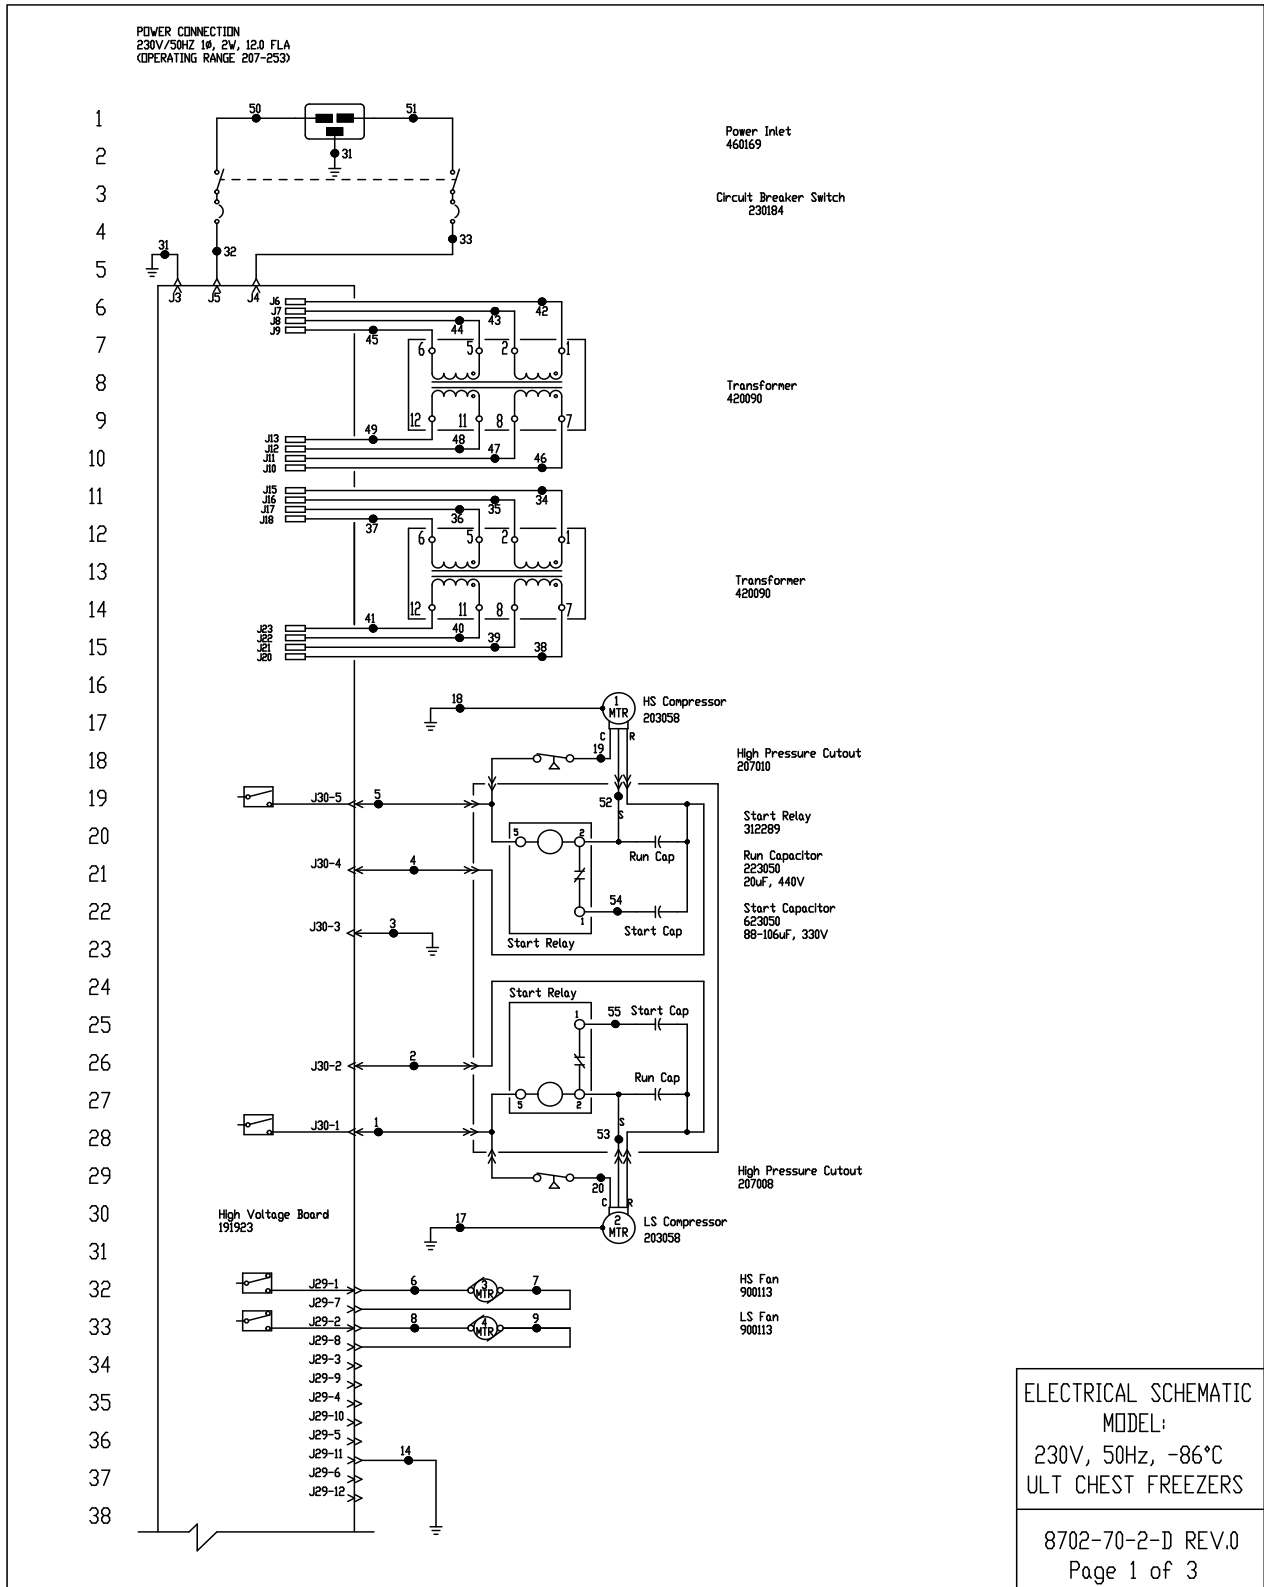 POWER CONNECTION
230V/50HZ 1ø, 2W, 12.0 FLA
(OPERATING RANGE 207-253)
1
50
51
Power Inlet
460169
2
31
3
Circuit Breaker Switch
230184
4
31
32
33
5
J3
J5
J4
6
J6
J7
J8
J9
42
43
44
45
7
6
5
2
1
8
Transformer
420090
9
12
11
8
7
10
J13
J12
J11
J10
49
48
47
46
11
J15
J16
J17
J18
34
35
36
37
12
6
5
2
1
13
Transformer
420090
14
12
11
8
7
15
J23
J22
J21
J20
41
40
39
38
16
17
18
1
MTR
HS Compressor
203058
C
R
18
19
High Pressure Cutout
207010
19
J30-5
5
52
S
20
5
2
Run Cap
Start Relay
312289
21
J30-4
4
Run Capacitor
223050
20uF, 440V
22
54
1
Start Cap
Start Capacitor
623050
88-106uF, 330V
J30-3
3
23
Start Relay
24
Start Relay
25
1
55
Start Cap
26
J30-2
2
Run Cap
27
5
2
28
J30-1
1
S
53
29
20
High Pressure Cutout
207008
C
R
30
High Voltage Board
191923
17
2
MTR
LS Compressor
203058
31
32
J29-1
6
3
MTR
7
HS Fan
900113
J29-7
33
J29-2
8
4
MTR
9
LS Fan
900113
J29-8
34
J29-3
J29-9
35
J29-4
J29-10
36
J29-5
J29-11
14
37
J29-6
J29-12
38
ELECTRICAL SCHEMATIC
MODEL:
230V, 50Hz, -86°C
ULT CHEST FREEZERS
8702-70-2-D REV.0
Page 1 of 3